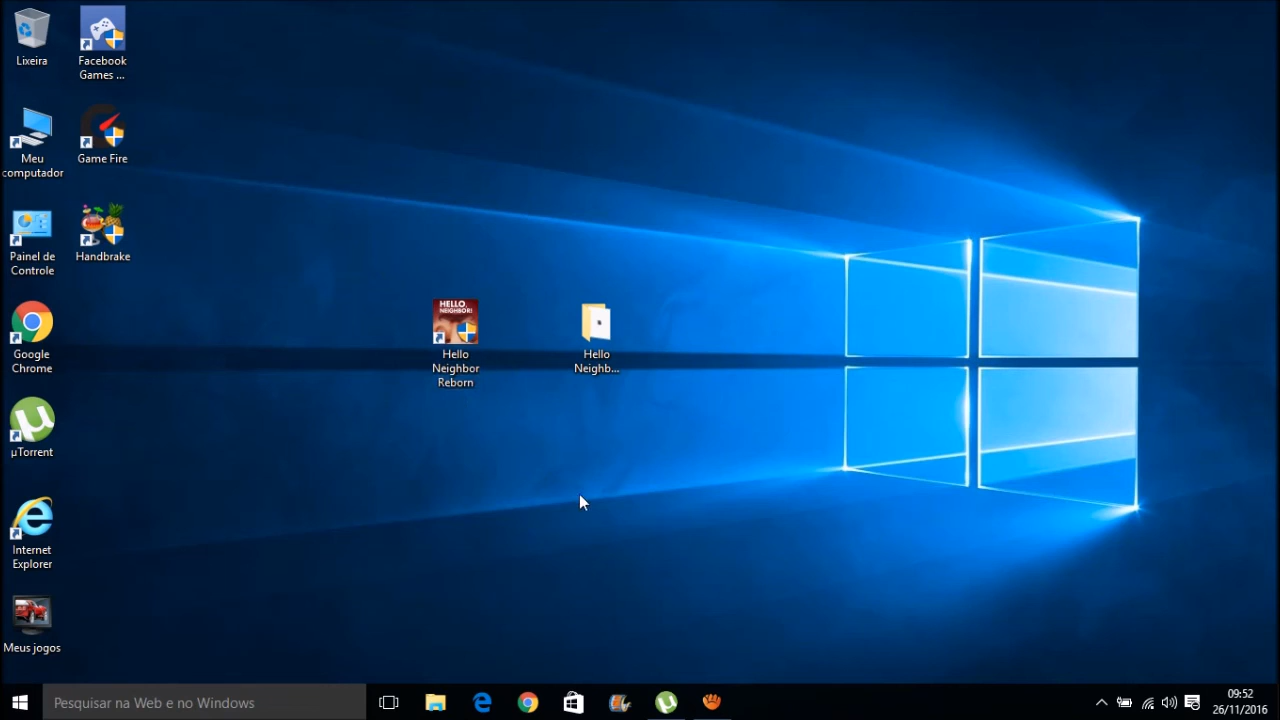 Lixeira
Facebook
Games ...
Meu
computador
Game Fire
Painel de
Controle
Handbrake
Google
Chrome
HELLO,
NEIGHBOR!
Hello
Neighbor
Reborn
Hello
Neighb...
µTorrent
Internet
Explorer
Meus jogos
Pesquisar na Web e no Windows
09:52
26/11/2016